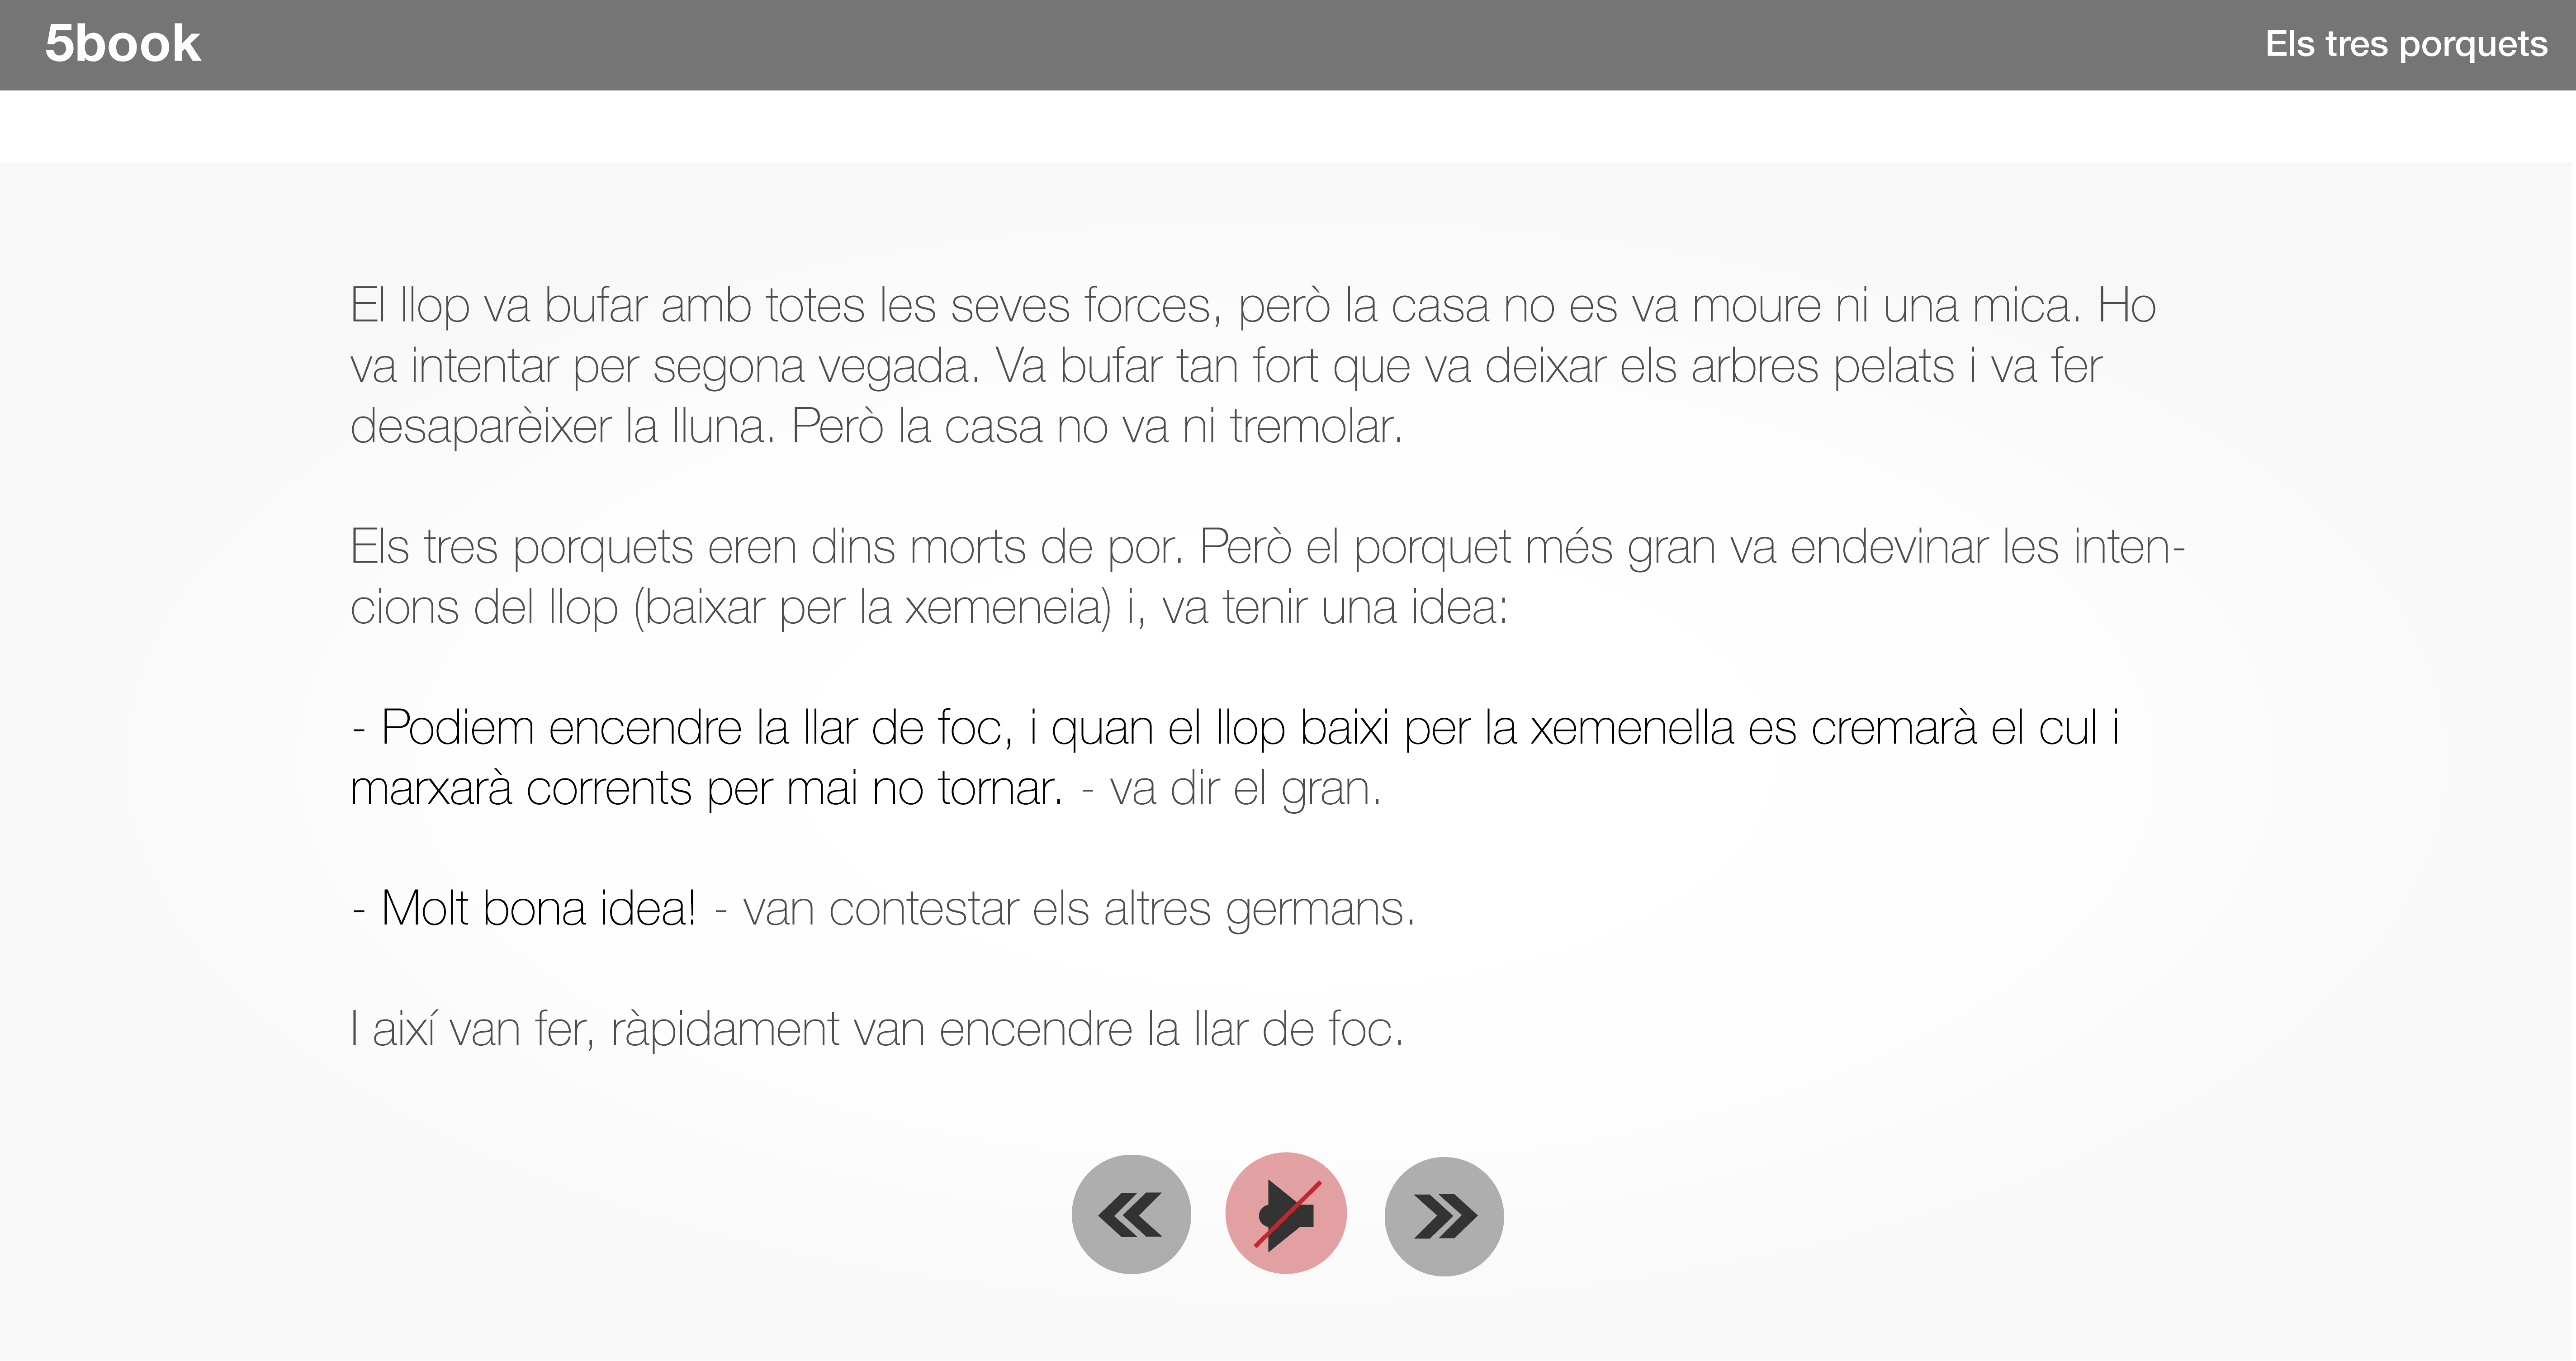 5book
Els tres porquets
El llop va bufar amb totes les seves forces, però la casa no es va moure ni una mica. Ho
va intentar per segona vegada. Va bufar tan fort que va deixar els arbres pelats i va fer
desaparèixer la lluna. Però la casa no va ni tremolar.
Els tres porquets eren dins morts de por. Però el porquet més gran va endevinar les inten-
cions del llop (baixar per la xemeneia) i, va tenir una idea:
- Podiem encendre la llar de foc, i quan el llop baixi per la xemenella es cremarà el cul i
marxarà corrents per mai no tornar. - va dir el gran.
- Molt bona idea! - van contestar els altres germans.
I així van fer, ràpidament van encendre la llar de foc.